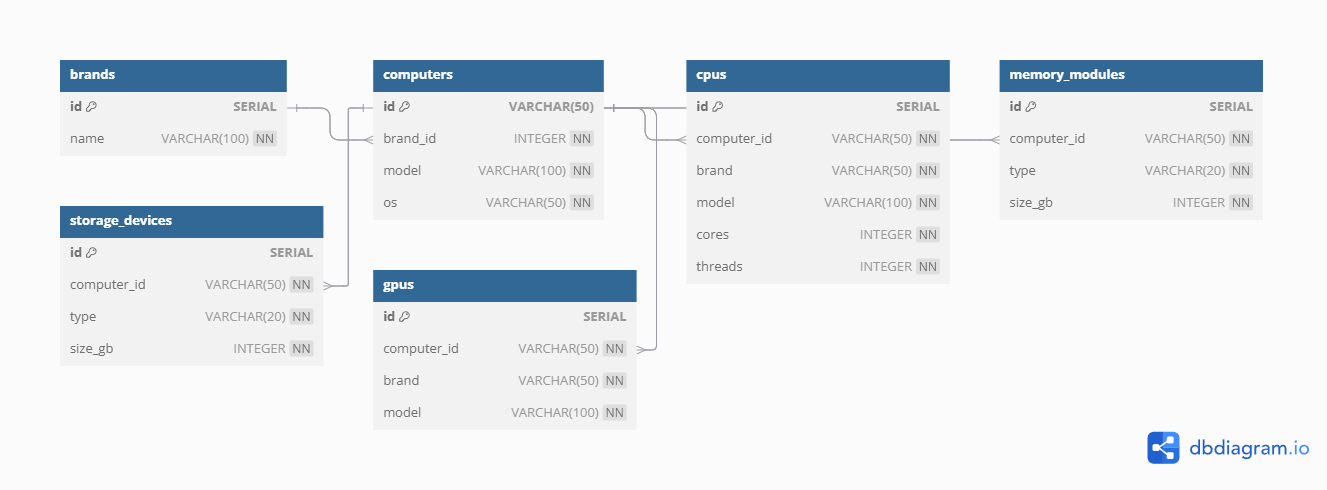 brands
id SERIAL
name VARCHAR(100) NN
computers
id VARCHAR(50)
brand_id INTEGER NN
model VARCHAR(100) NN
os VARCHAR(50) NN
cpus
id SERIAL
computer_id VARCHAR(50) NN
brand VARCHAR(50) NN
model VARCHAR(100) NN
cores INTEGER NN
threads INTEGER NN
memory_modules
id SERIAL
computer_id VARCHAR(50) NN
type VARCHAR(20) NN
size_gb INTEGER NN
storage_devices
id SERIAL
computer_id VARCHAR(50) NN
type VARCHAR(20) NN
size_gb INTEGER NN
gpus
id SERIAL
computer_id VARCHAR(50) NN
brand VARCHAR(50) NN
model VARCHAR(100) NN
dbdiagram.io